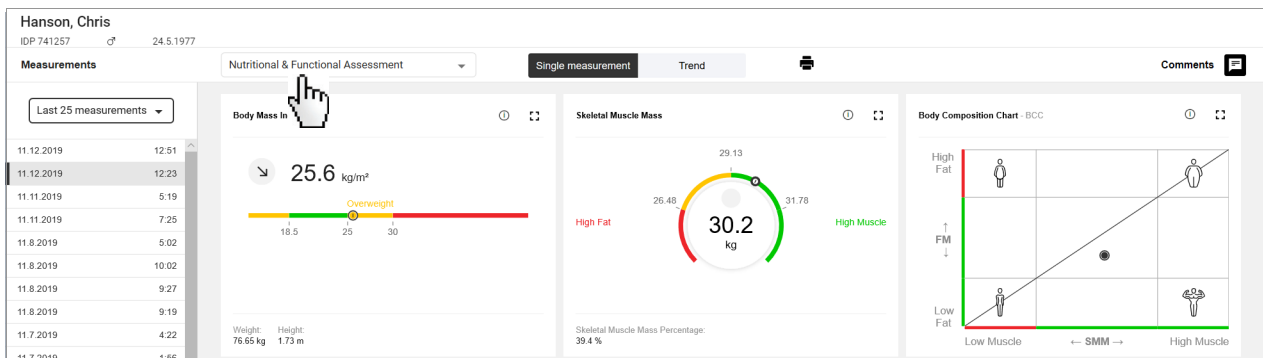 Hanson, Chris
IDP 741257 ♂ 24.5.1977
Measurements
Nutritional & Functional Assessment
Single measurement Trend
Comments
Last 25 measurements
11.12.2019 12:51
11.12.2019 12:23
11.11.2019 5:19
11.11.2019 7:25
11.8.2019 5:02
11.8.2019 10:02
11.8.2019 9:27
11.8.2019 9:19
11.7.2019 4:22
11.7.2019 1:56
Body Mass In
25.6 kg/m²
Overweight
18.5 25 30
Weight: Height:
76.65 kg 1.73 m
Skeletal Muscle Mass
29.13
26.48 31.78
High Fat 30.2 High Muscle
kg
Skeletal Muscle Mass Percentage:
39.4 %
Body Composition Chart - BCC
High
Fat
↑
FM
↓
Low
Fat
Low Muscle ← SMM → High Muscle